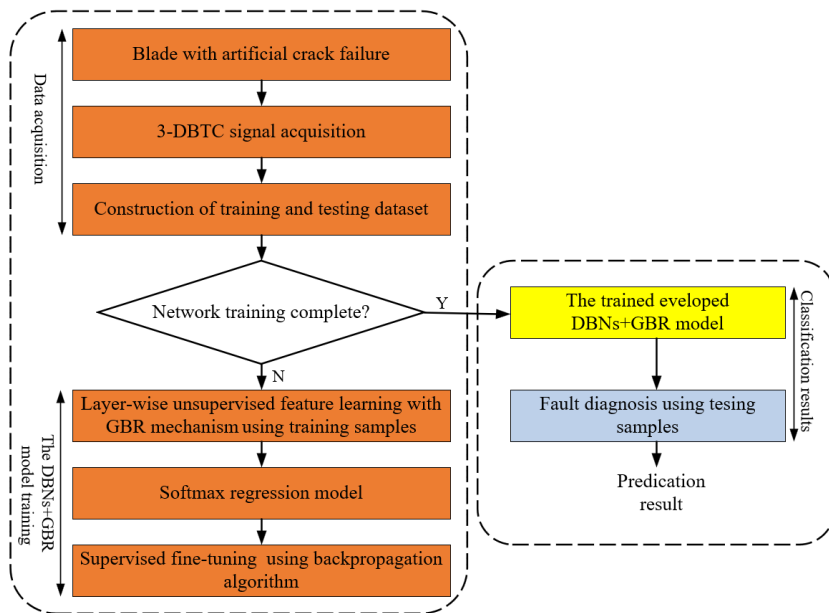 Blade with artificial crack failure
3-DBTC signal acquisition
Construction of training and testing dataset
Data acquisition
Network training complete?
Y
N
Layer-wise unsupervised feature learning with
GBR mechanism using training samples
Softmax regression model
Supervised fine-tuning using backpropagation
algorithm
The DBNs+GBR
model training
The trained eveloped
DBNs+GBR model
Fault diagnosis using tesing
samples
Predication
result
Classification results